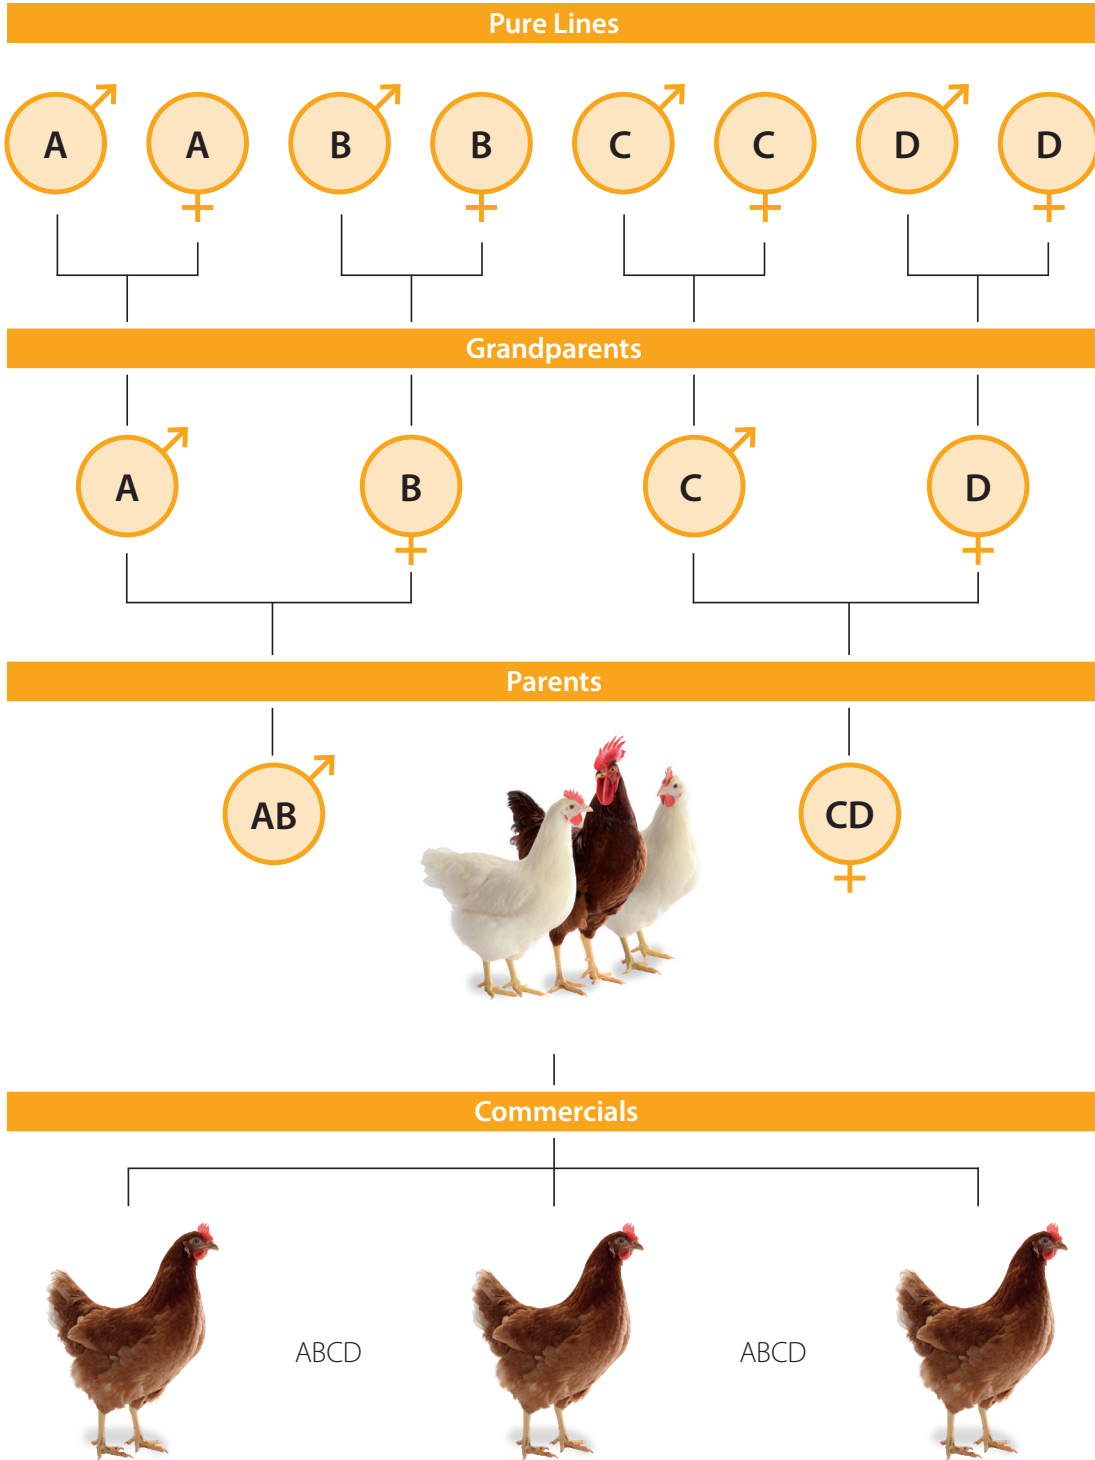 Pure Lines
A A B B C C D D
Grandparents
A B C D
Parents
AB CD
Commercials
ABCD ABCD